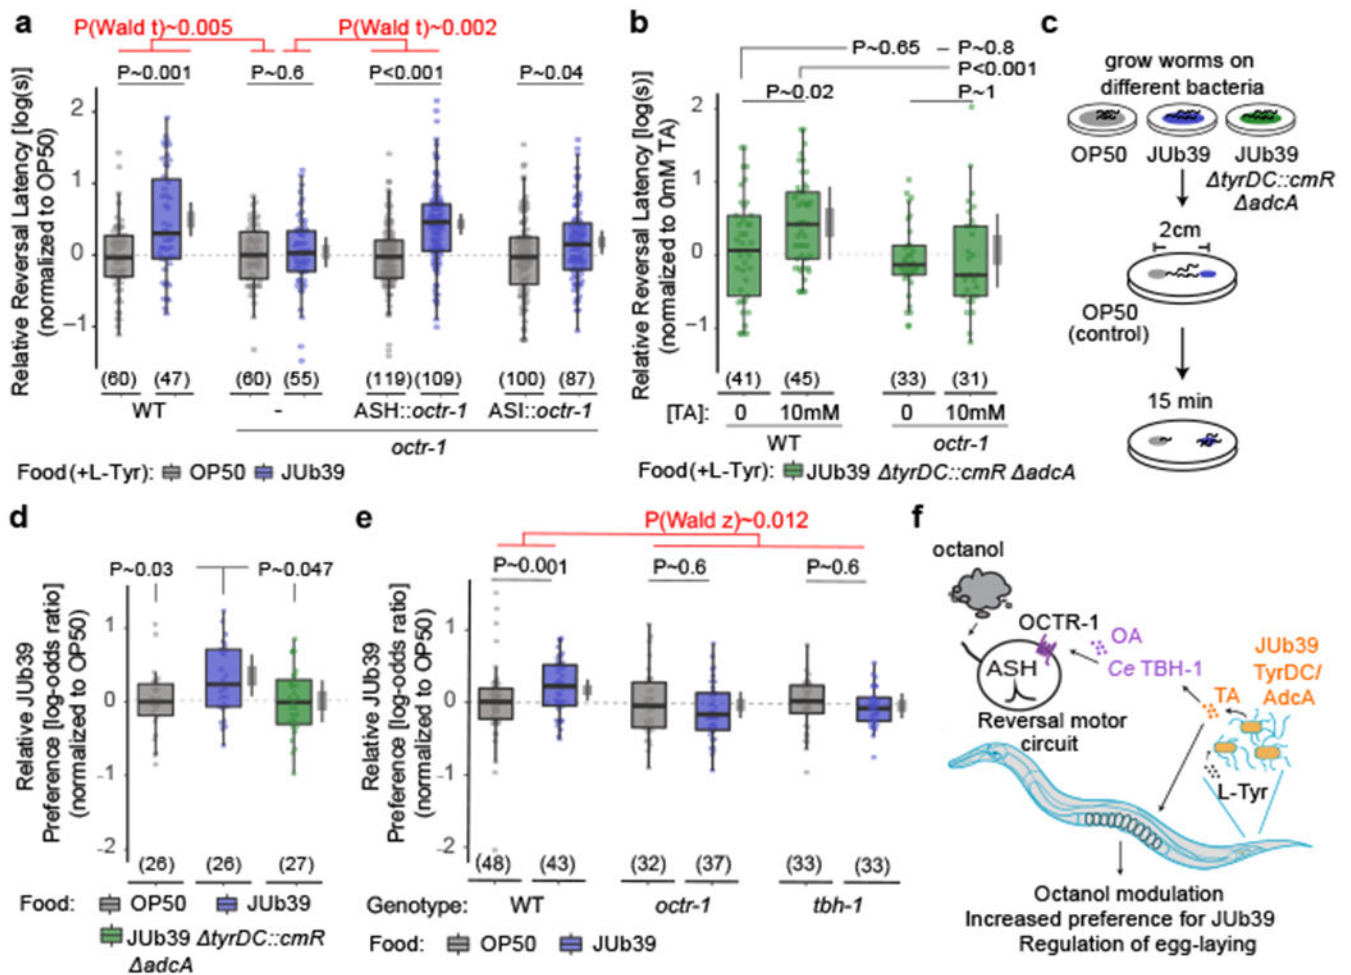 a
P(Wald t)~0.005
P(Wald t)~0.002
P~0.001
P~0.6
P<0.001
P~0.04
Relative Reversal Latency [log(s)]
(normalized to OP50)
2
1
0
−1
(60)
(47)
(60)
(55)
(119)
(109)
(100)
(87)
WT
-
ASH::octr-1
ASI::octr-1
octr-1
Food(+L-Tyr):
OP50
JUb39
b
P~0.65
P~0.8
P<0.001
P~0.02
P~1
Relative Reversal Latency [log(s)]
(normalized to 0mM TA)
2
1
0
−1
(41)
(45)
(33)
(31)
[TA]:
0
10mM
0
10mM
WT
octr-1
Food(+L-Tyr):
JUb39 ΔtyrDC::cmR ΔadcA
c
grow worms on
different bacteria
OP50
JUb39
JUb39
ΔtyrDC::cmR
ΔadcA
2cm
OP50
(control)
15 min
d
P~0.03
P~0.047
Relative JUb39
Preference [log-odds ratio]
(normalized to OP50)
1
0
-1
-2
(26)
(26)
(27)
Food:
OP50
JUb39
JUb39 ΔtyrDC::cmR
ΔadcA
e
P(Wald z)~0.012
P~0.001
P~0.6
P~0.6
Relative JUb39
Preference [log-odds ratio]
(normalized to OP50)
1
0
-1
-2
(48)
(43)
(32)
(37)
(33)
(33)
Genotype:
WT
octr-1
tbh-1
Food:
OP50
JUb39
f
octanol
OCTR-1
OA
Ce TBH-1
JUb39
TyrDC/
AdcA
ASH
TA
Reversal motor
circuit
L-Tyr
Octanol modulation
Increased preference for JUb39
Regulation of egg-laying